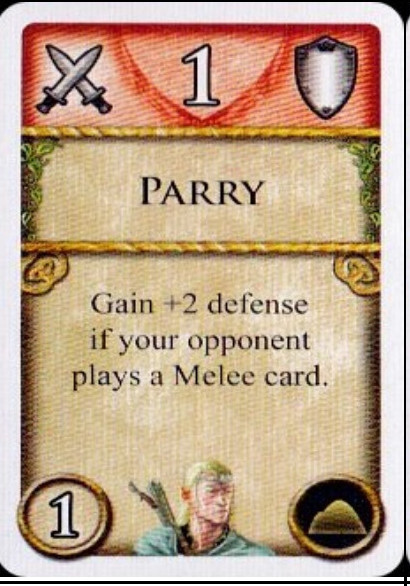 1
PARRY
Gain +2 defense
if your opponent
plays a Melee card.
1